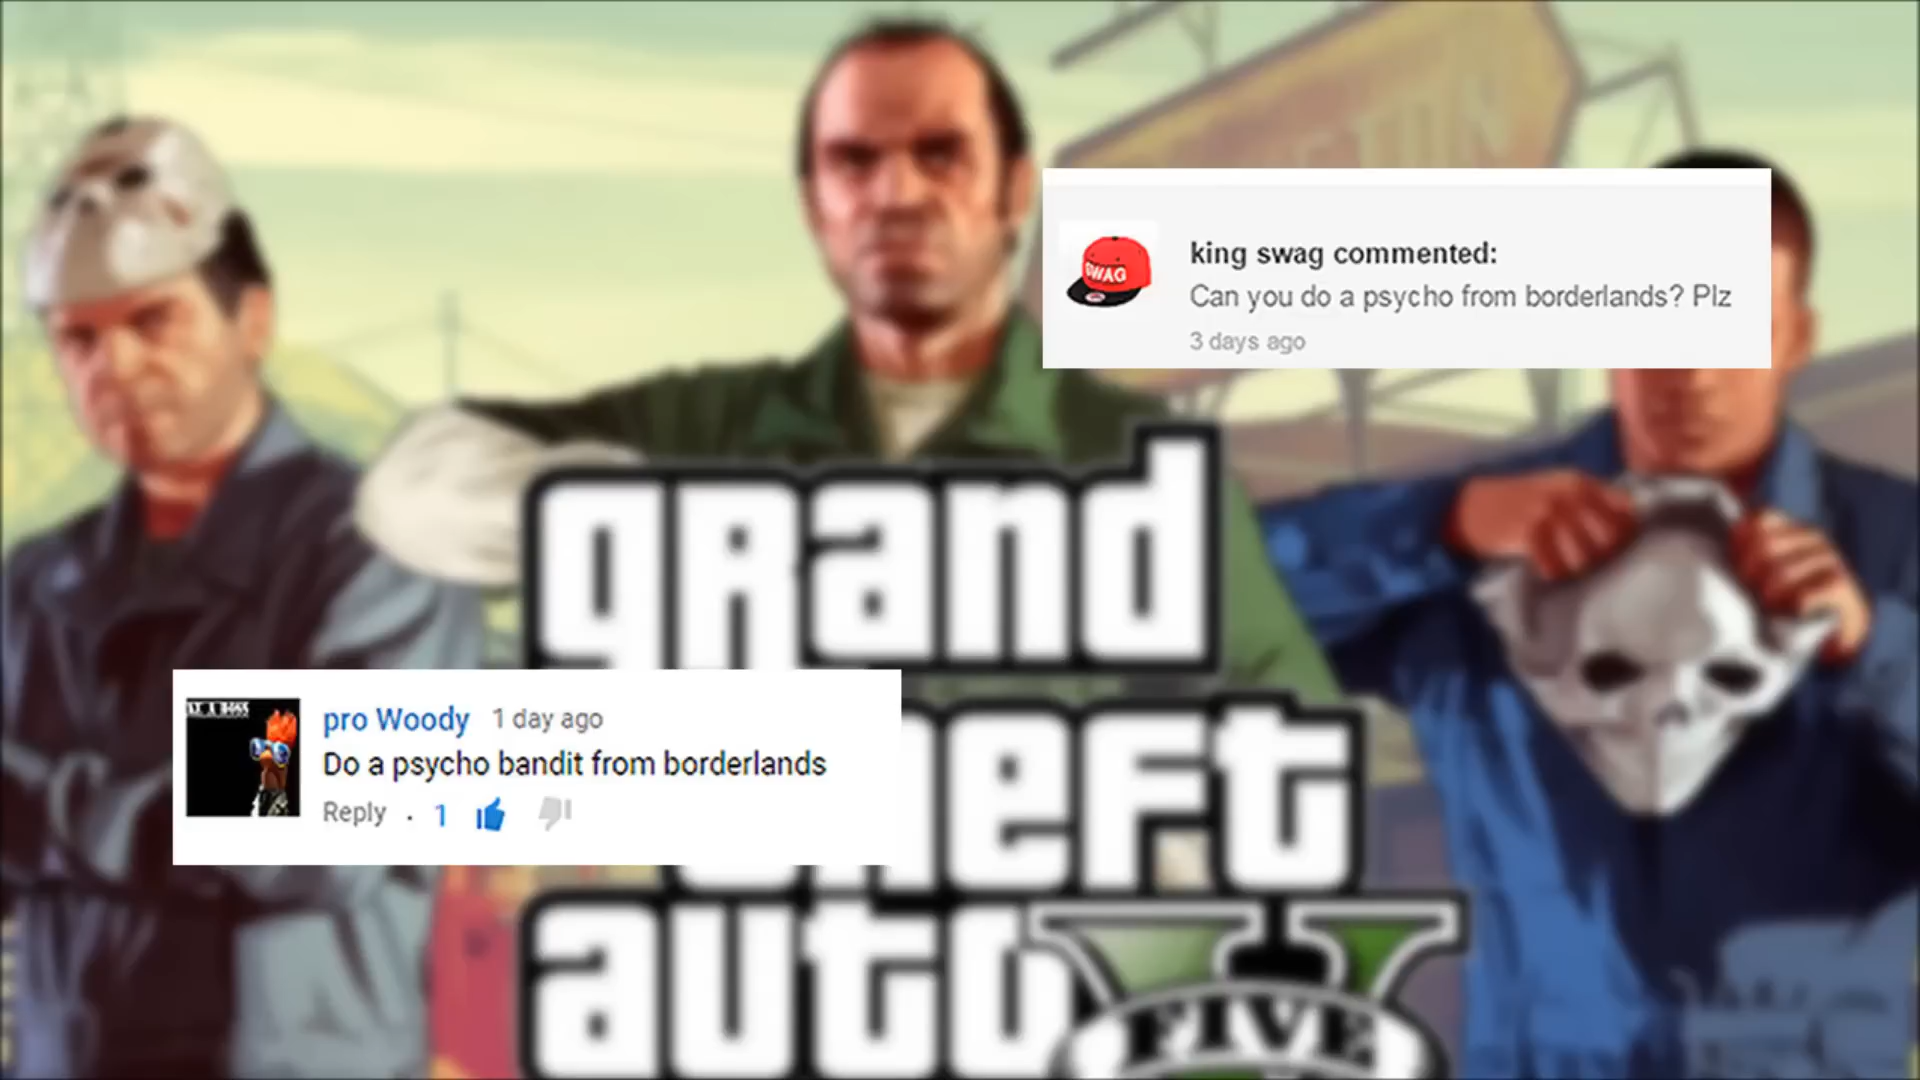 king swag commented:
Can you do a psycho from borderlands? Plz
3 days ago
SWAG
grand
theft
auto V
FIVE
pro Woody 1 day ago
Do a psycho bandit from borderlands
Reply . 1